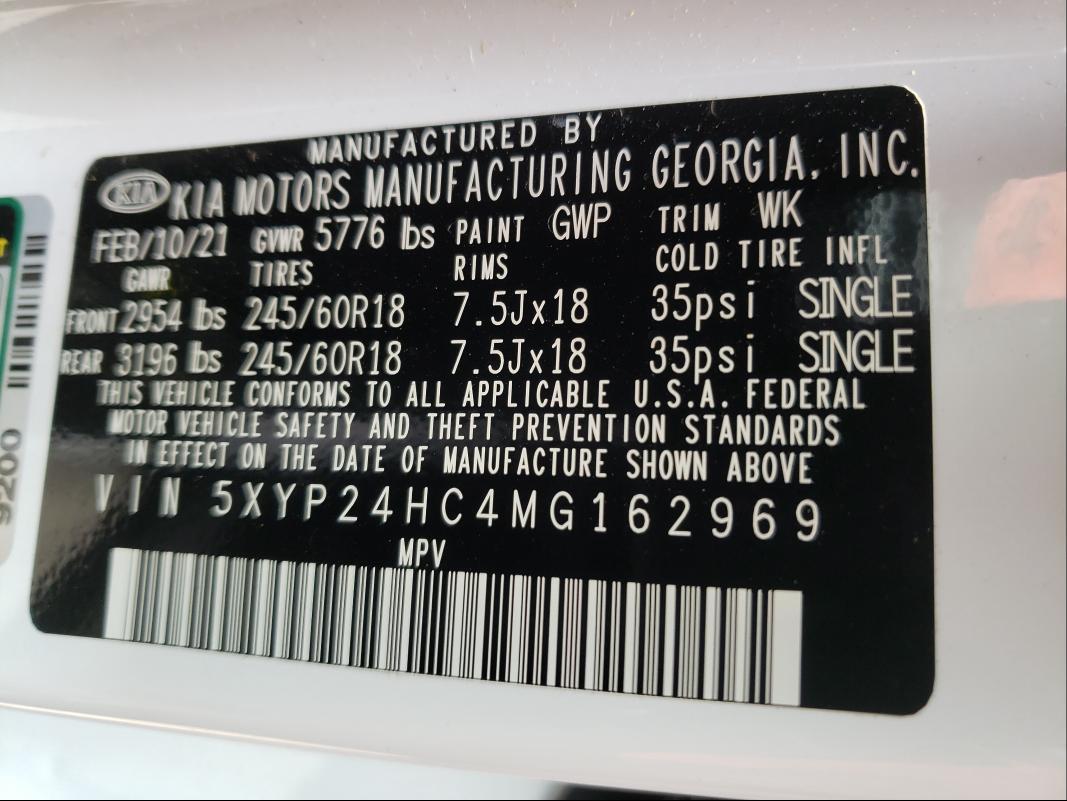 MANUFACTURED BY
KIA KIA MOTORS MANUFACTURING GEORGIA, INC.
FEB/10/21 GVWR 5776 lbs PAINT GWP TRIM WK
GAWR TIRES RIMS COLD TIRE INFL
FRONT 2954 lbs 245/60R18 7.5Jx18 35psi SINGLE
REAR 3196 lbs 245/60R18 7.5Jx18 35psi SINGLE
THIS VEHICLE CONFORMS TO ALL APPLICABLE U.S.A. FEDERAL
MOTOR VEHICLE SAFETY AND THEFT PREVENTION STANDARDS
IN EFFECT ON THE DATE OF MANUFACTURE SHOWN ABOVE
VIN 5XYP24HC4MG162969
MPV
9200